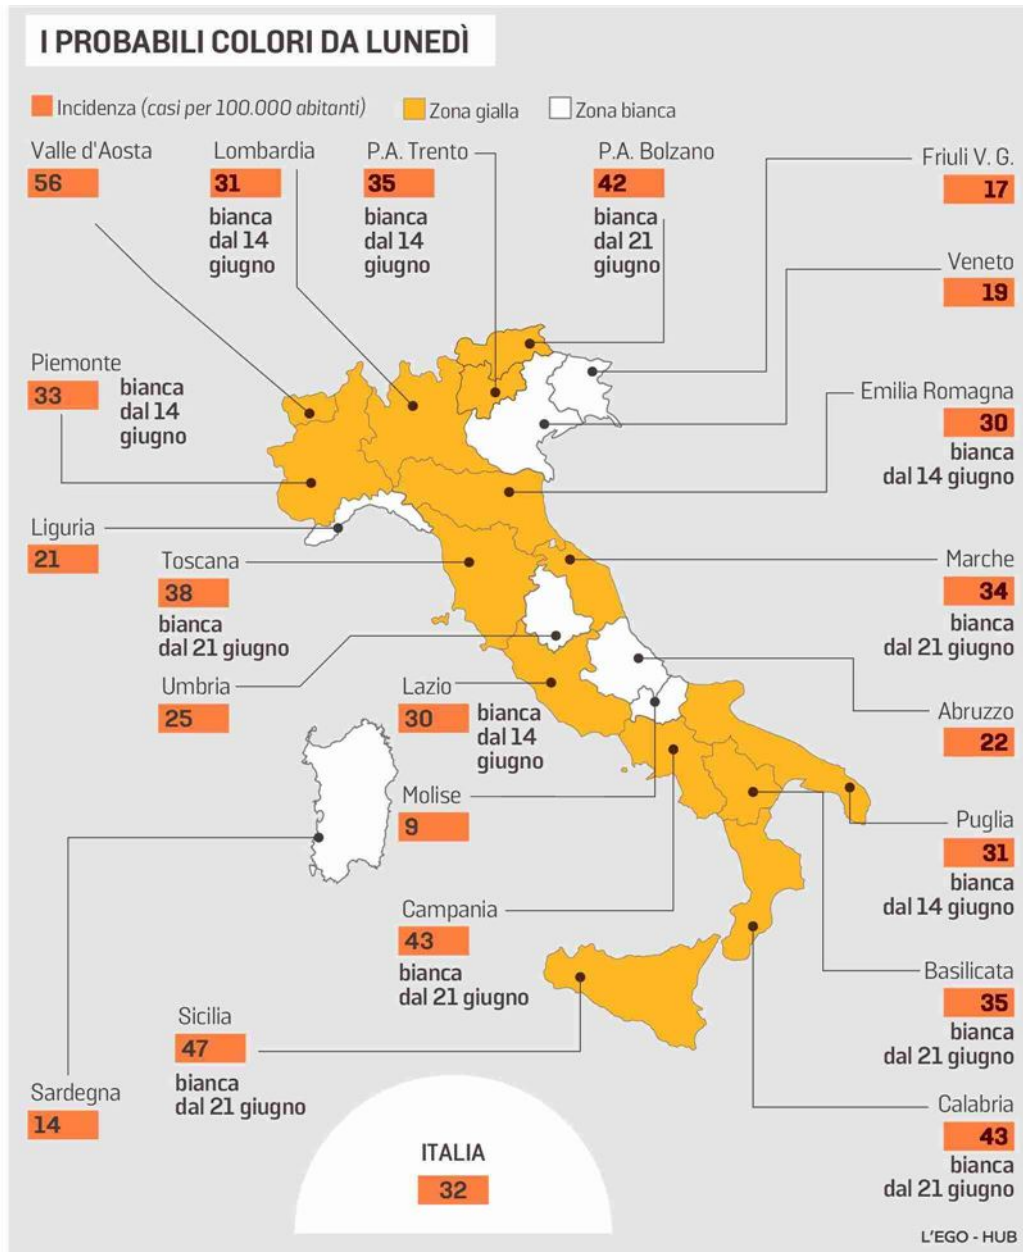 I PROBABILI COLORI DA LUNEDÌ
Incidenza (casi per 100.000 abitanti)
Zona gialla
Zona bianca
Valle d'Aosta
56
Lombardia
31
bianca
dal 14
giugno
P.A. Trento
35
bianca
dal 14
giugno
P.A. Bolzano
42
bianca
dal 21
giugno
Friuli V. G.
17
Veneto
19
Piemonte
33
bianca
dal 14
giugno
Emilia Romagna
30
bianca
dal 14 giugno
Liguria
21
Toscana
38
bianca
dal 21 giugno
Marche
34
bianca
dal 21 giugno
Umbria
25
Lazio
30
bianca
dal 14
giugno
Abruzzo
22
Molise
9
Puglia
31
bianca
dal 14 giugno
Campania
43
bianca
dal 21 giugno
Basilicata
35
bianca
dal 21 giugno
Sicilia
47
bianca
dal 21 giugno
Sardegna
14
Calabria
43
bianca
dal 21 giugno
ITALIA
32
L'EGO - HUB